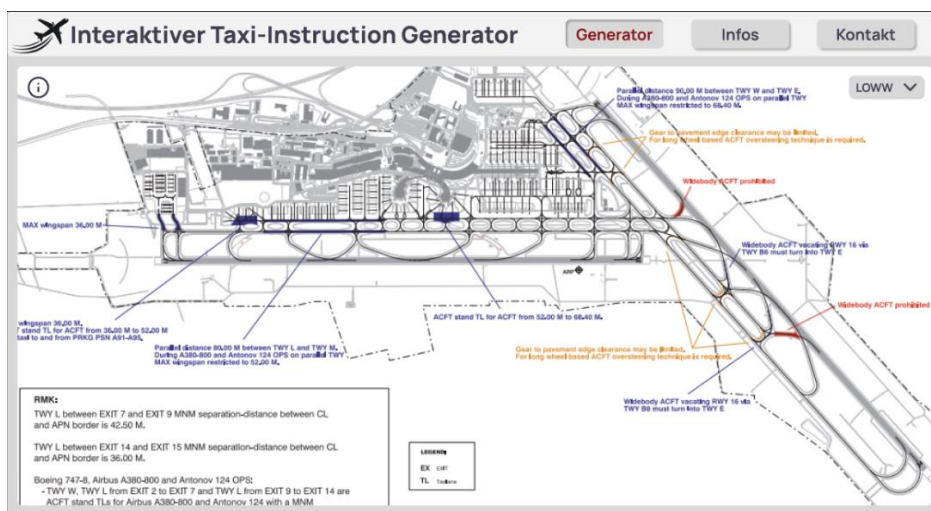 Interaktiver Taxi-Instruction Generator
Generator
Infos
Kontakt
LOWW
Parallel distance 90.00 M between TWY W and TWY E.
During A380-800 and Antonov 124 OPS on parallel TWY
MAX wingspan restricted to 68.40 M.
Gear to pavement edge clearance may be limited.
For long wheel based ACFT oversteering technique is required.
Widebody ACFT prohibited
MAX wingspan 36.00 M
Widebody ACFT vacating RWY 16 via
TWY B6 must turn into TWY E
ARP
wingspan 36.00 M.
stand TL for ACFT from 36.00 M to 52.00 M
taxi to and from PRKG PSN A91-A95.
ACFT stand TL for ACFT from 52.00 M to 68.40 M.
Widebody ACFT prohibited
Parallel distance 80.00 M between TWY L and TWY M.
During A380-800 and Antonov 124 OPS on parallel TWY
MAX wingspan restricted to 52.00 M.
Gear to pavement edge clearance may be limited.
For long wheel based ACFT oversteering technique is required.
Widebody ACFT vacating RWY 16 via
TWY B8 must turn into TWY E
RMK:
TWY L between EXIT 7 and EXIT 9 MNM separation-distance between CL
and APN border is 42.50 M.
TWY L between EXIT 14 and EXIT 15 MNM separation-distance between CL
and APN border is 36.00 M.
Boeing 747-8, Airbus A380-800 and Antonov 124 OPS:
- TWY W, TWY L from EXIT 2 to EXIT 7 and TWY L from EXIT 9 to EXIT 14 are
ACFT stand TLs for Airbus A380-800 and Antonov 124 with a MNM
LEGEND:
EX EXIT
TL Taxilane